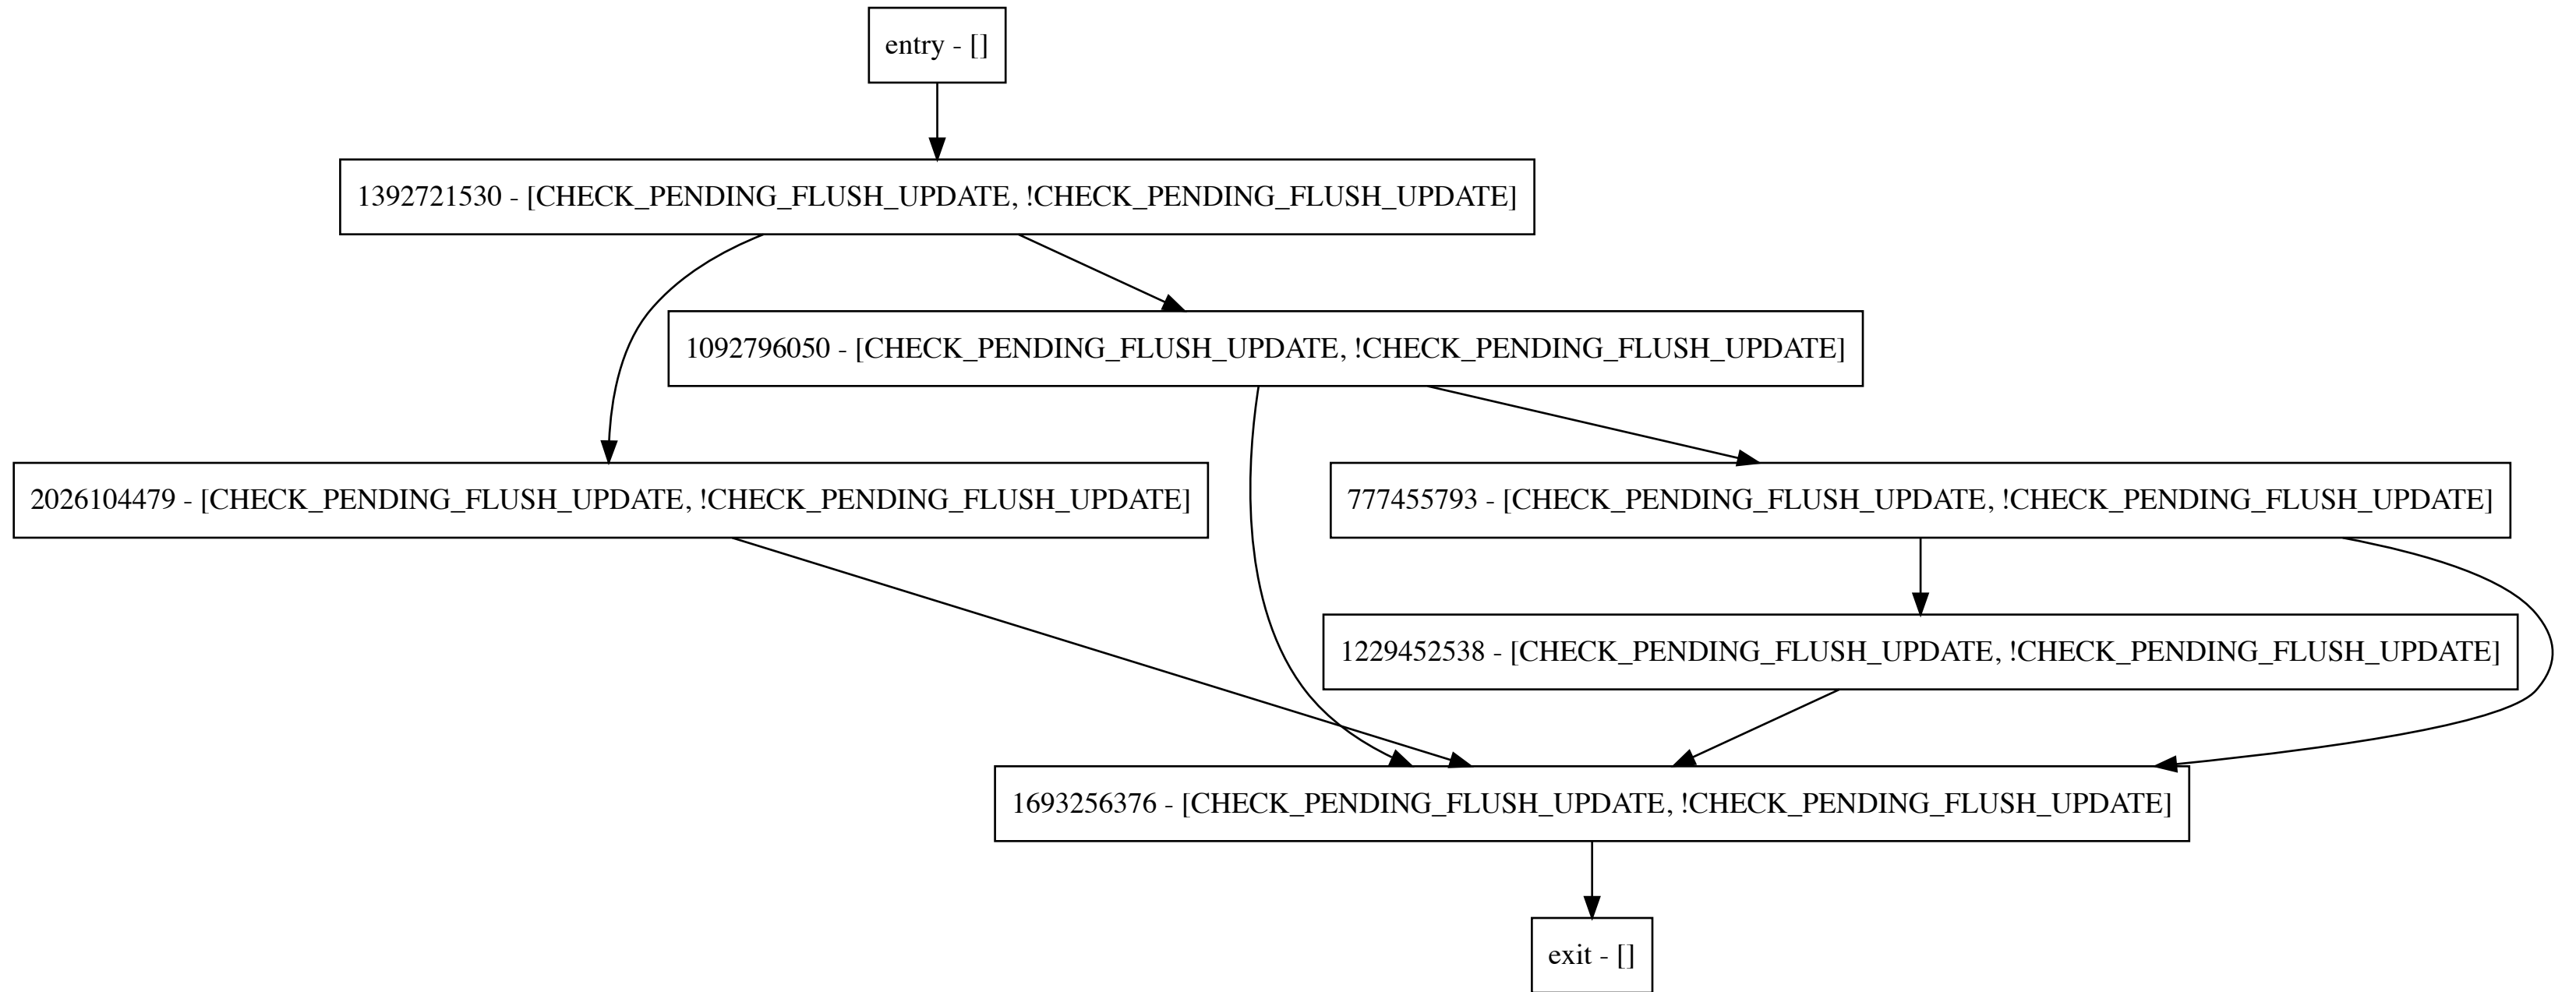 entry - []
1392721530 - [CHECK_PENDING_FLUSH_UPDATE, !CHECK_PENDING_FLUSH_UPDATE]
1092796050 - [CHECK_PENDING_FLUSH_UPDATE, !CHECK_PENDING_FLUSH_UPDATE]
2026104479 - [CHECK_PENDING_FLUSH_UPDATE, !CHECK_PENDING_FLUSH_UPDATE]
777455793 - [CHECK_PENDING_FLUSH_UPDATE, !CHECK_PENDING_FLUSH_UPDATE]
1229452538 - [CHECK_PENDING_FLUSH_UPDATE, !CHECK_PENDING_FLUSH_UPDATE]
1693256376 - [CHECK_PENDING_FLUSH_UPDATE, !CHECK_PENDING_FLUSH_UPDATE]
exit - []